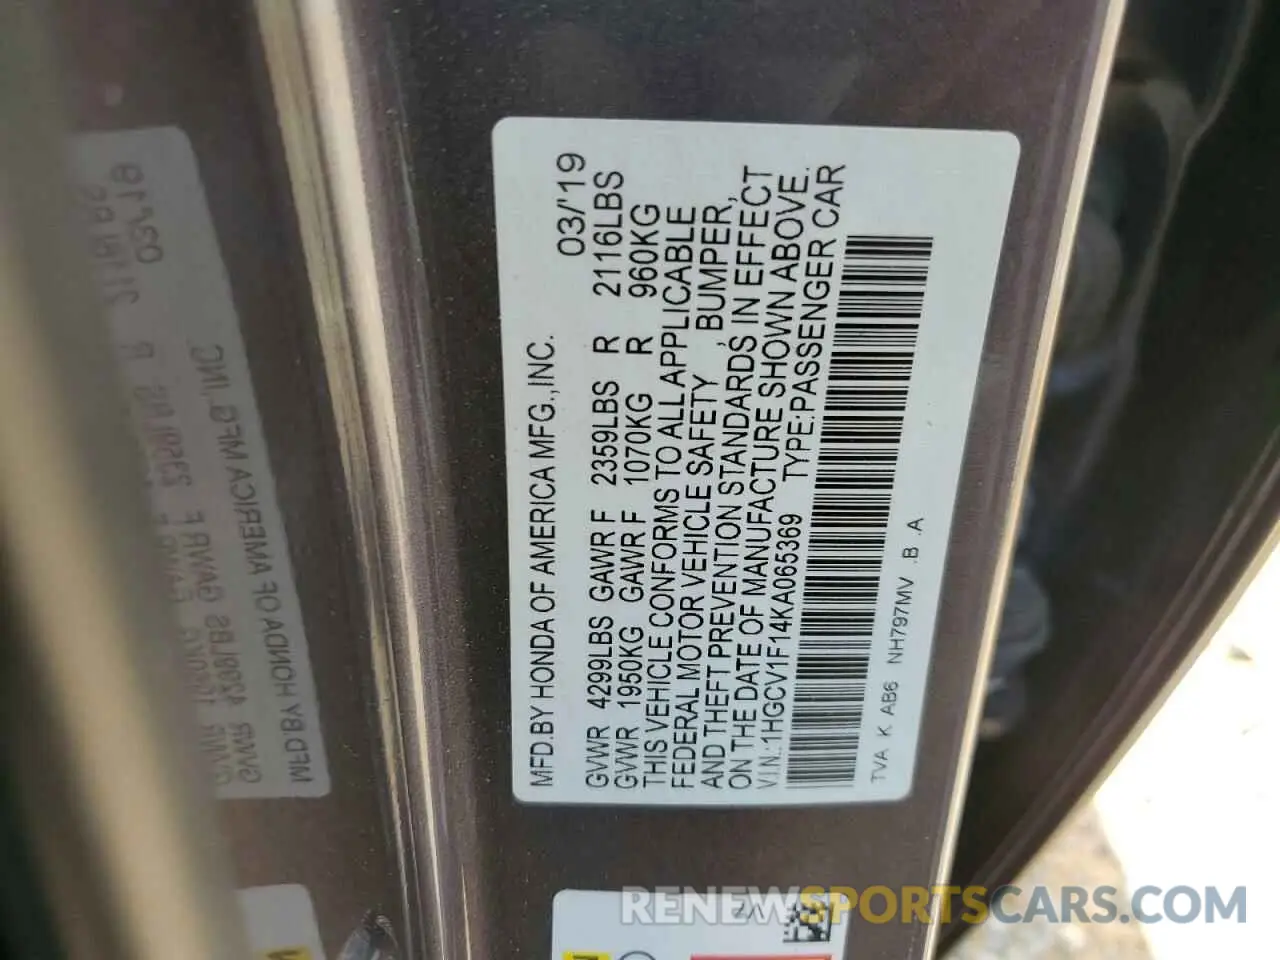 MFD.BY HONDA OF AMERICA MFG.,INC. 03/'19
GVWR 4299LBS GAWR F 2359LBS R 2116LBS
GVWR 1950KG GAWR F 1070KG R 960KG
THIS VEHICLE CONFORMS TO ALL APPLICABLE
FEDERAL MOTOR VEHICLE SAFETY , BUMPER,
AND THEFT PREVENTION STANDARDS IN EFFECT
ON THE DATE OF MANUFACTURE SHOWN ABOVE.
V.I.N.:1HGCV1F14KA065369 TYPE:PASSENGER CAR
TVA K AB6 NH797MV .B .A
RENEWSPORTSCARS.COM